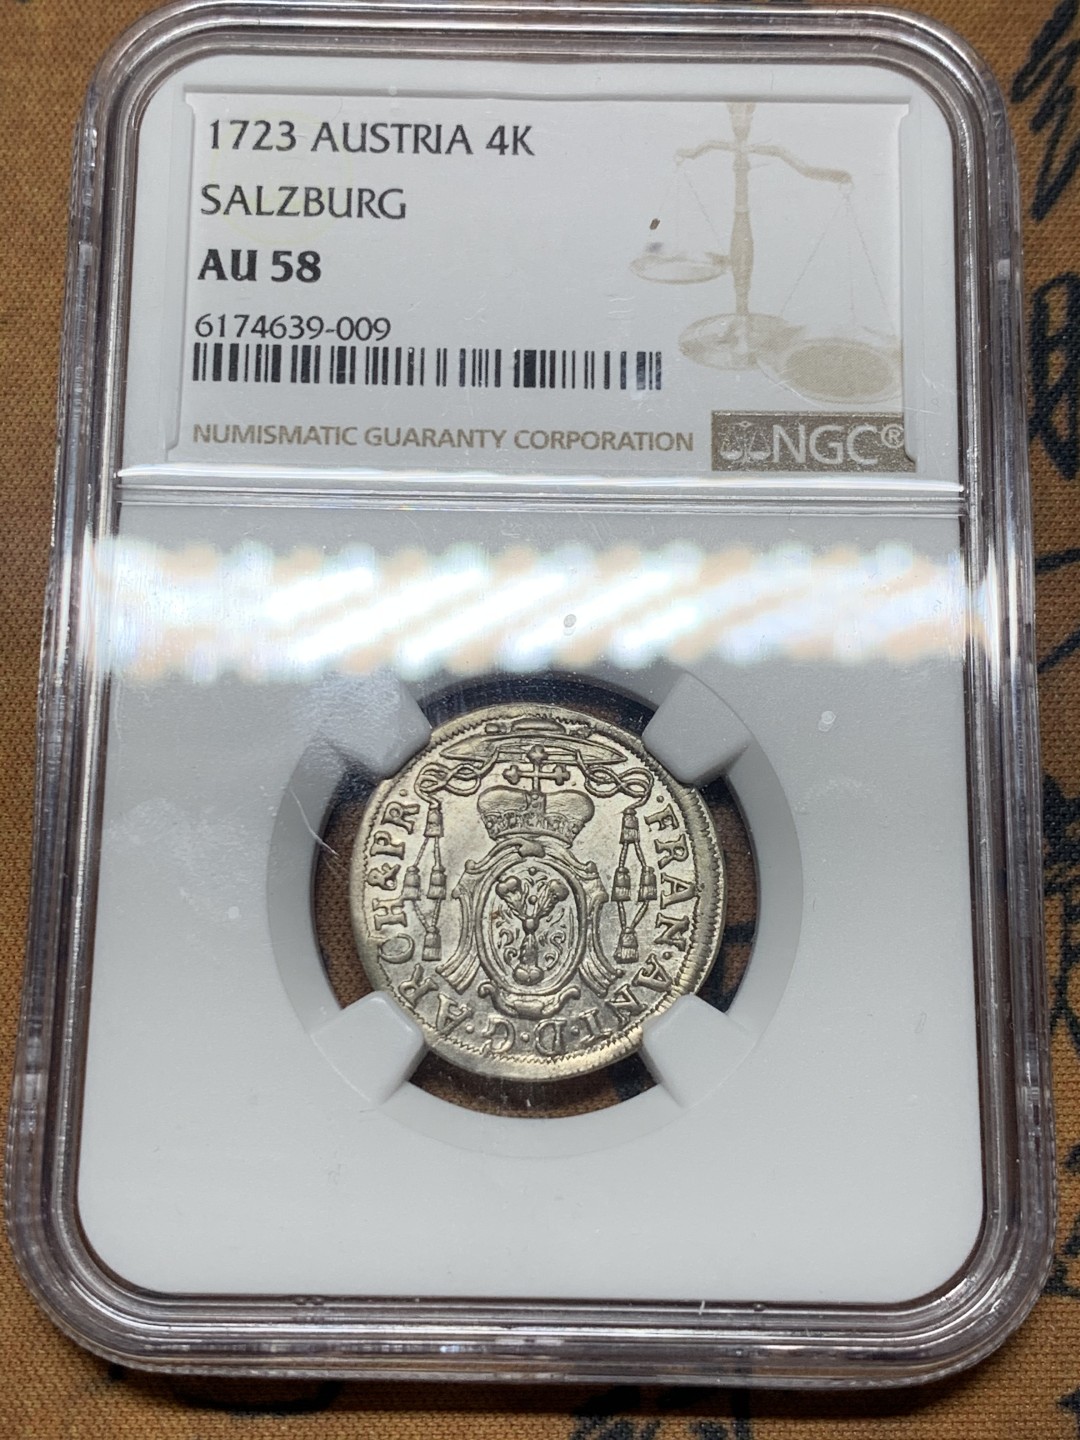 1723 AUSTRIA 4K
SALZBURG
AU 58
6174639-009
NUMISMATIC GUARANTY CORPORATION
NGC®
·FRAN·ANT·D·G·ARCH&PR·